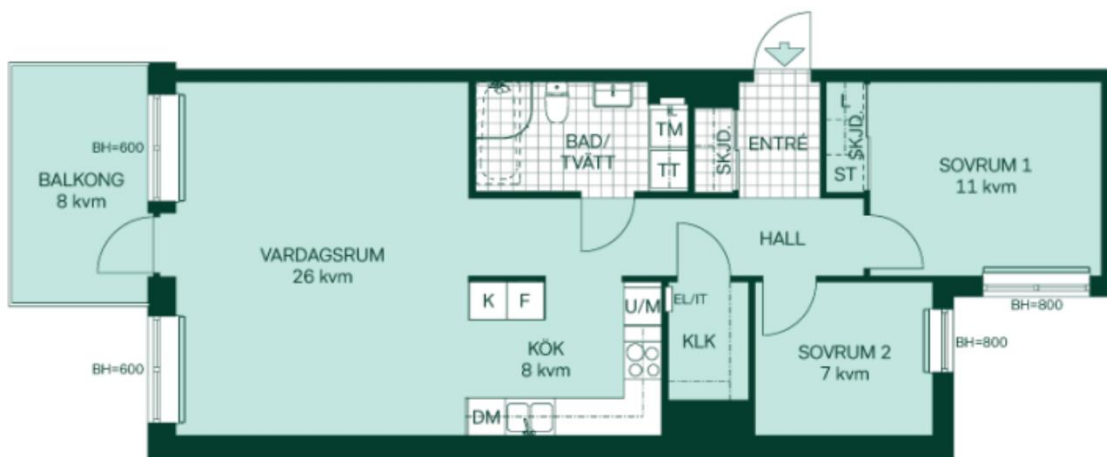 BH=600
BALKONG
8 kvm
BH=600
VARDAGSRUM
26 kvm
BAD/
TVÄTT
TM
TT
SKJD.
ENTRÉ
L
SKJD.
ST
SOVRUM 1
11 kvm
HALL
K
F
U/M
EL/IT
KÖK
8 kvm
DM
KLK
SOVRUM 2
7 kvm
BH=800
BH=800